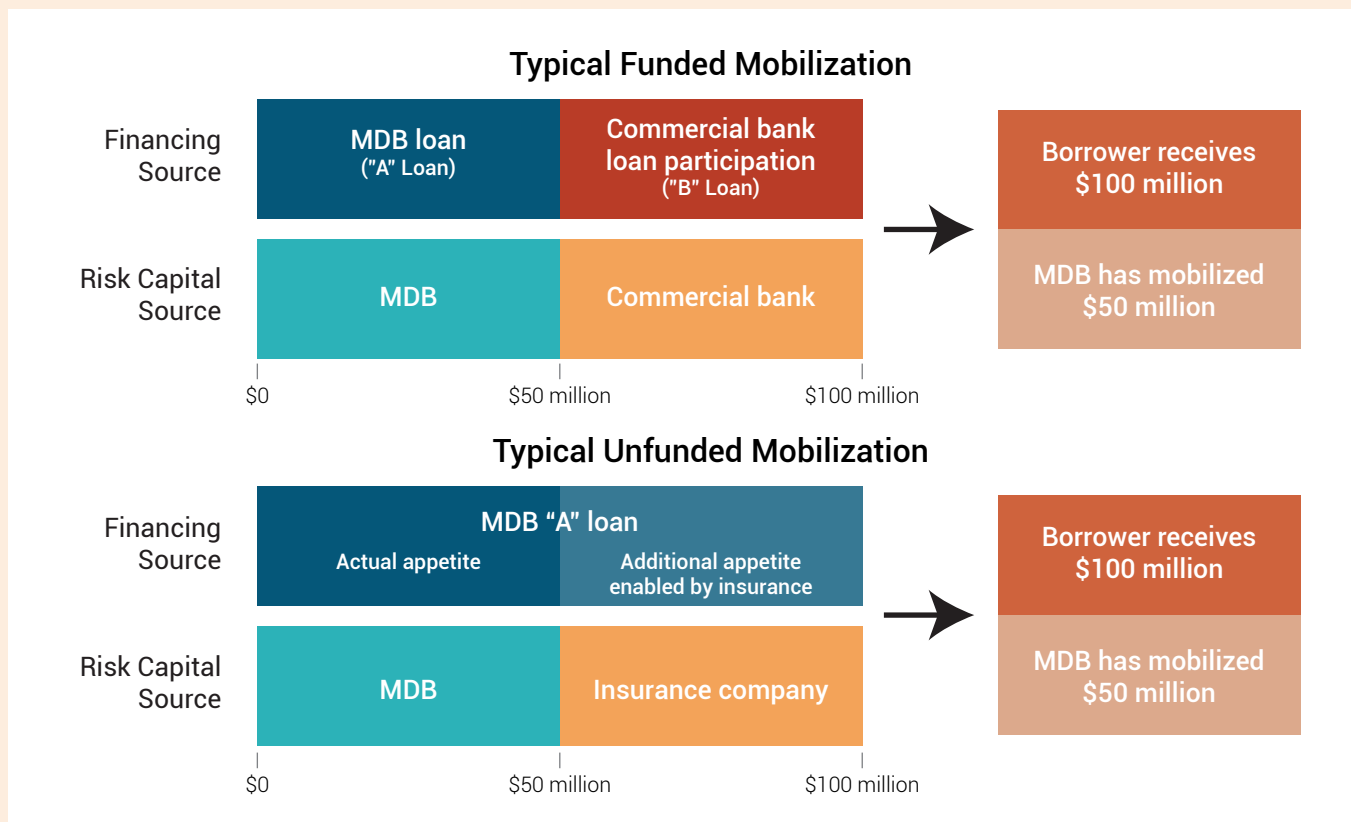 Typical Funded Mobilization
Financing
Source
MDB loan
("A" Loan)
Commercial bank
loan participation
("B" Loan)
Borrower receives
$100 million
Risk Capital
Source
MDB
Commercial bank
MDB has mobilized
$50 million
$0
$50 million
$100 million
Typical Unfunded Mobilization
Financing
Source
MDB “A” loan
Actual appetite
Additional appetite
enabled by insurance
Borrower receives
$100 million
Risk Capital
Source
MDB
Insurance company
MDB has mobilized
$50 million
$0
$50 million
$100 million